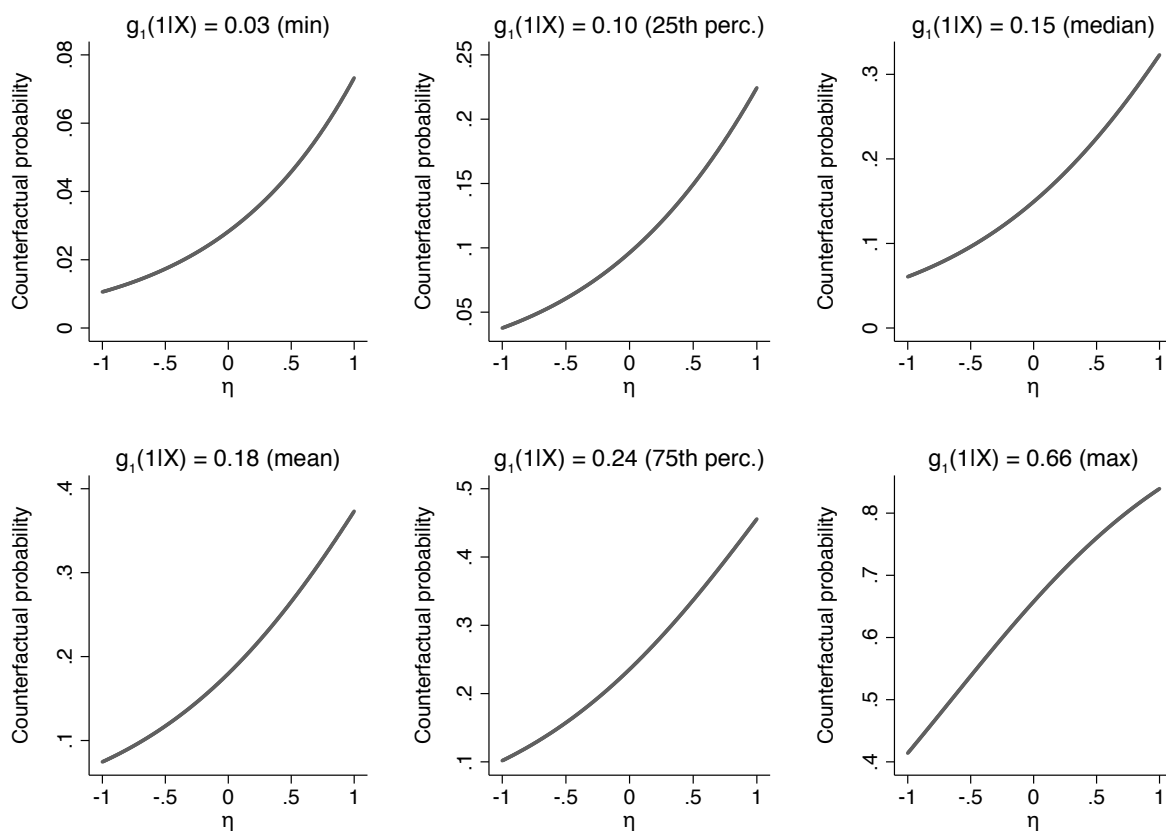 g₁(1|X) = 0.03 (min)
Counterfactual probability
0 .02 .04 .06 .08
-1 -.5 0 .5 1
η
g₁(1|X) = 0.10 (25th perc.)
Counterfactual probability
.05 .1 .15 .2 .25
-1 -.5 0 .5 1
η
g₁(1|X) = 0.15 (median)
Counterfactual probability
0 .1 .2 .3
-1 -.5 0 .5 1
η
g₁(1|X) = 0.18 (mean)
Counterfactual probability
.1 .2 .3 .4
-1 -.5 0 .5 1
η
g₁(1|X) = 0.24 (75th perc.)
Counterfactual probability
.1 .2 .3 .4 .5
-1 -.5 0 .5 1
η
g₁(1|X) = 0.66 (max)
Counterfactual probability
.4 .5 .6 .7 .8
-1 -.5 0 .5 1
η